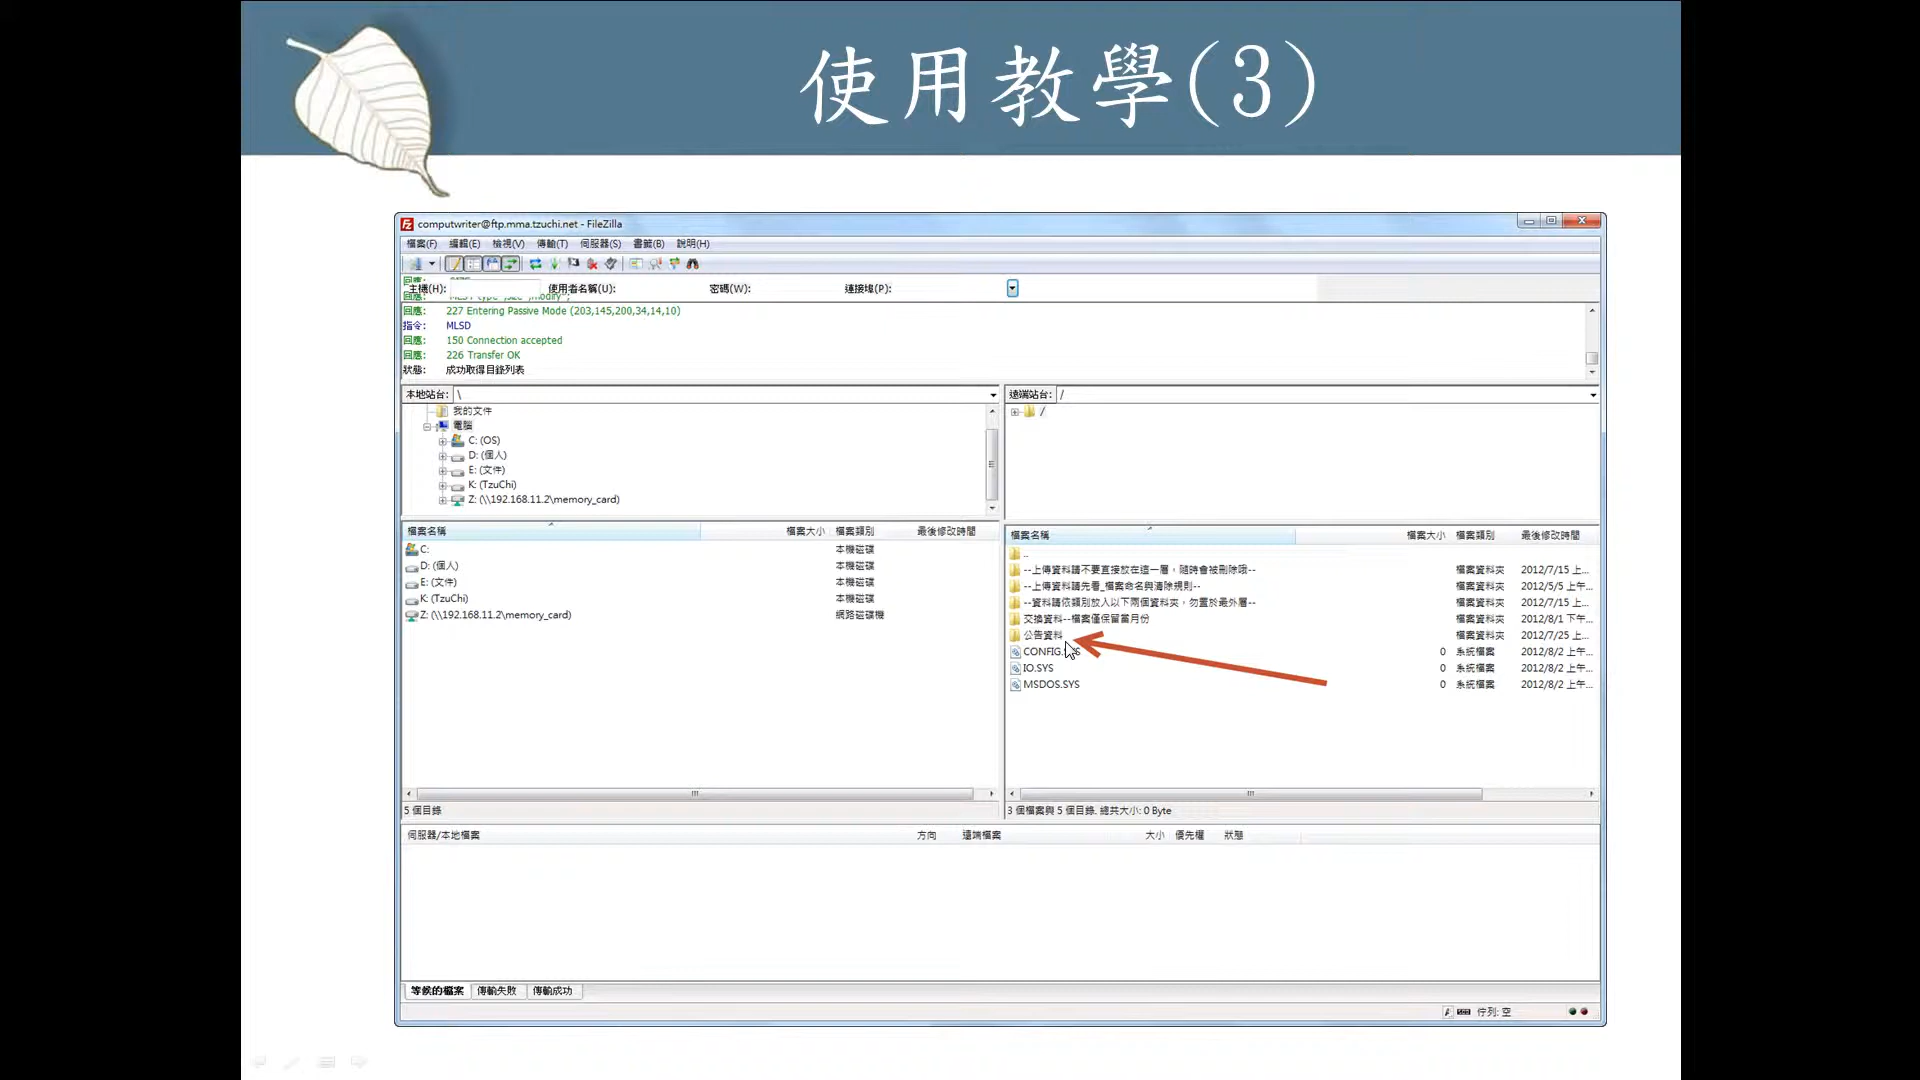 使用教學(3)
computwriter@ftp.mma.tzuchi.net - FileZilla
檔案(F) 編輯(E) 檢視(V) 傳輸(T) 伺服器(S) 書籤(B) 說明(H)
主機(H): 使用者名稱(U): 密碼(W): 連接埠(P):
回應: 227 Entering Passive Mode (203,145,200,34,14,10)
指令: MLSD
回應: 150 Connection accepted
回應: 226 Transfer OK
狀態: 成功取得目錄列表
本地站台: \
我的文件
電腦
C: (OS)
D: (個人)
E: (文件)
K: (TzuChi)
Z: (\\192.168.11.2\memory_card)
檔案名稱 檔案大小 檔案類別 最後修改時間
C: 本機磁碟
D: (個人) 本機磁碟
E: (文件) 本機磁碟
K: (TzuChi) 本機磁碟
Z: (\\192.168.11.2\memory_card) 網路磁碟機
5 個目錄
遠端站台: /
/
檔案名稱 檔案大小 檔案類別 最後修改時間
..
--上傳資料請不要直接放在這一層，隨時會被刪除哦-- 檔案資料夾 2012/7/15 上...
--上傳資料請先看_檔案命名與清除規則-- 檔案資料夾 2012/5/5 上午...
--資料請依類別放入以下兩個資料夾，勿置於最外層-- 檔案資料夾 2012/7/15 上...
交換資料--檔案僅保留當月份 檔案資料夾 2012/8/1 下午...
公告資料 檔案資料夾 2012/7/25 上...
CONFIG.SYS 0 系統檔案 2012/8/2 上午...
IO.SYS 0 系統檔案 2012/8/2 上午...
MSDOS.SYS 0 系統檔案 2012/8/2 上午...
3 個檔案與 5 個目錄. 總共大小: 0 Byte
伺服器/本地檔案 方向 遠端檔案 大小 優先權 狀態
等候的檔案 傳輸失敗 傳輸成功
佇列: 空